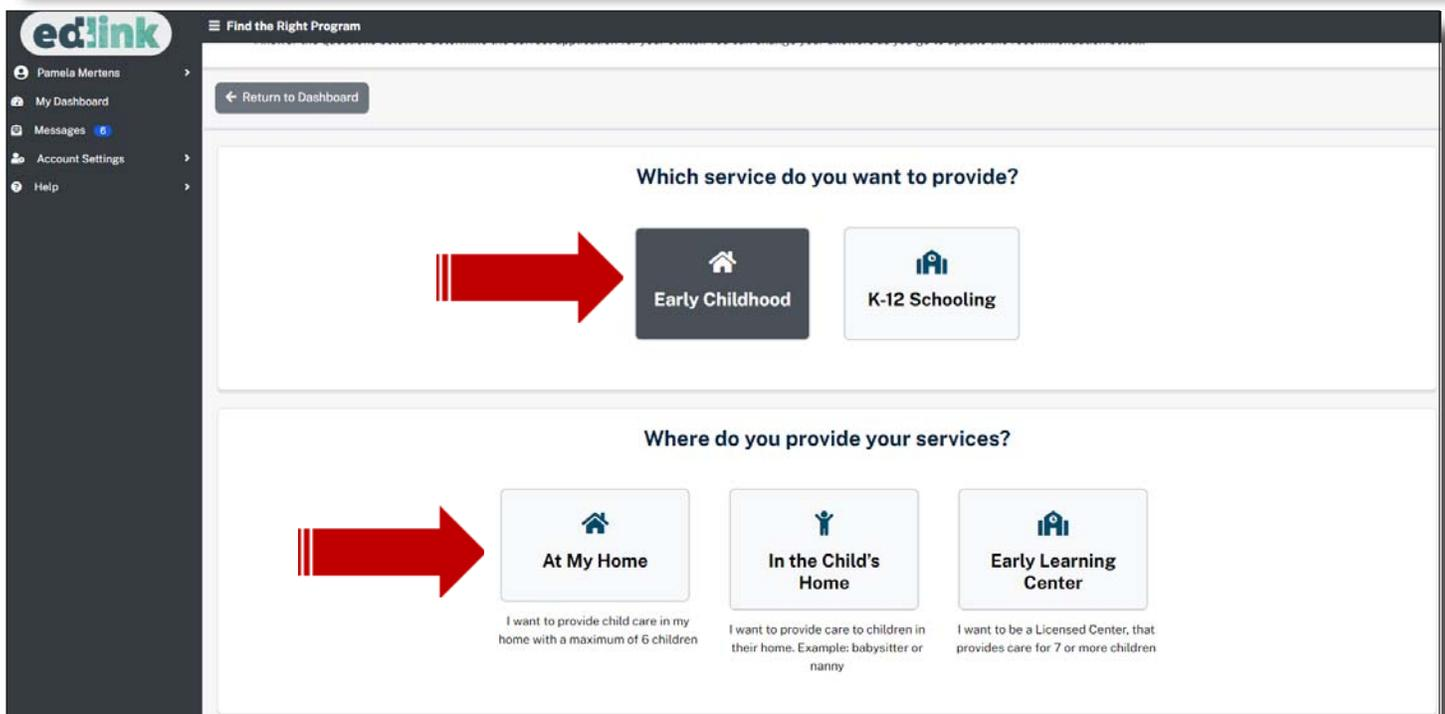 ed:link
Find the Right Program
Pamela Mertens
My Dashboard
Messages 6
Account Settings
Help
Return to Dashboard
Which service do you want to provide?
Early Childhood
K-12 Schooling
Where do you provide your services?
At My Home
I want to provide child care in my
home with a maximum of 6 children
In the Child's
Home
I want to provide care to children in
their home. Example: babysitter or
nanny
Early Learning
Center
I want to be a Licensed Center, that
provides care for 7 or more children